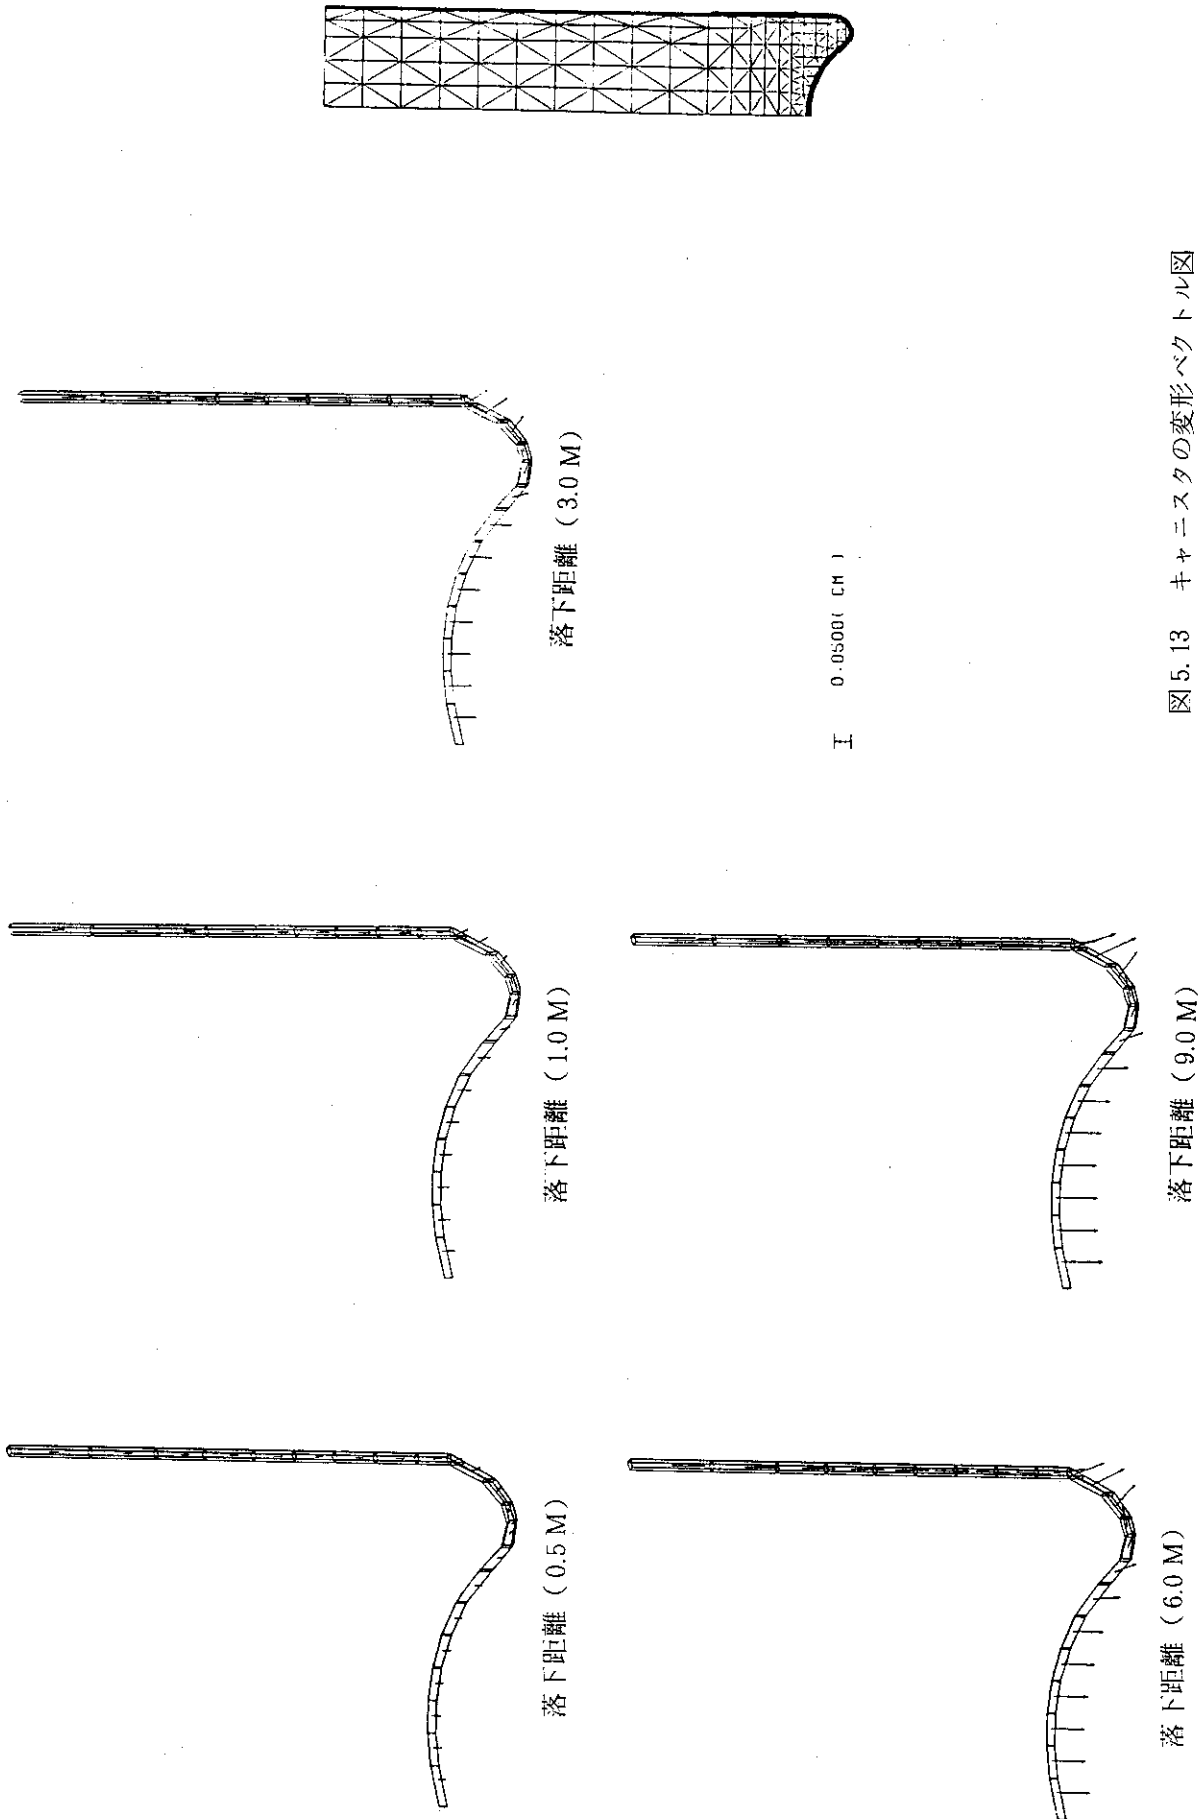 落下距離 (0.5 M)
落下距離 (1.0 M)
落下距離 (3.0 M)
落下距離 (6.0 M)
落下距離 (9.0 M)
0.0500( CM )
図5.13 キャニスタの変形ベクトル図